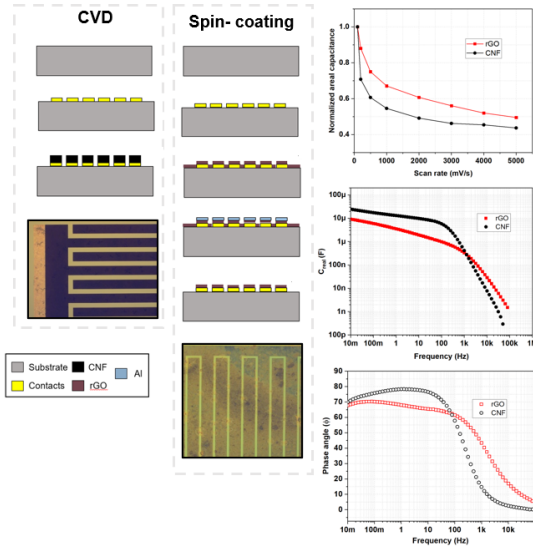 CVD
Spin- coating
Substrate
CNF
Al
Contacts
rGO
Normalized areal capacitance
1.0
0.8
0.6
0.4
rGO
CNF
0
1000
2000
3000
4000
5000
Scan rate (mV/s)
Creal (F)
100µ
10µ
1µ
100n
10n
1n
100p
rGO
CNF
10m 100m 1 10 100 1k 10k 100k
Frequency (Hz)
Phase angle (ϕ)
90
80
70
60
50
40
30
20
10
0
rGO
CNF
10m 100m 1 10 100 1k 10k
Frequency (Hz)